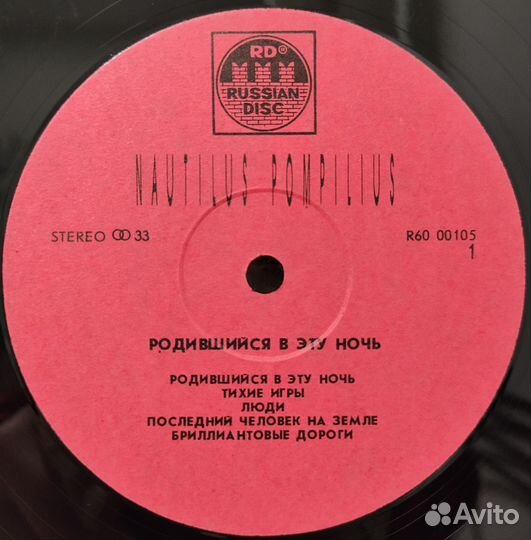 RD®
RUSSIAN
DISC
NAUTILUS POMPILIUS
STEREO 33
R60 00105
1
РОДИВШИЙСЯ В ЭТУ НОЧЬ
РОДИВШИЙСЯ В ЭТУ НОЧЬ
ТИХИЕ ИГРЫ
ЛЮДИ
ПОСЛЕДНИЙ ЧЕЛОВЕК НА ЗЕМЛЕ
БРИЛЛИАНТОВЫЕ ДОРОГИ
Avito